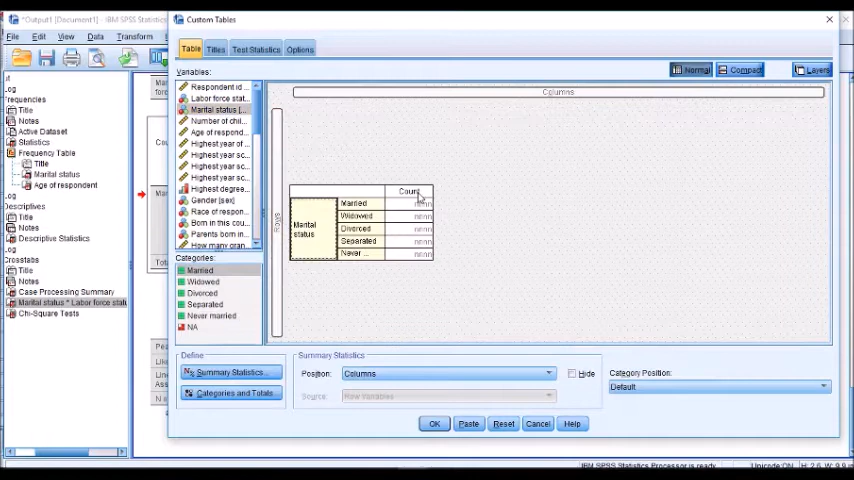 *Output1 [Document1] - IBM SPSS Statistics
File Edit View Data Transform
Log
Frequencies
Title
Notes
Active Dataset
Statistics
Frequency Table
Title
Marital status
Age of respondent
Log
Descriptives
Title
Notes
Descriptive Statistics
Log
Crosstabs
Title
Notes
Case Processing Summary
Marital status * Labor force statu
Chi-Square Tests
Custom Tables
Table Titles Test Statistics Options
Variables:
Normal Compact Layers
Respondent id ...
Labor force stat...
Marital status [...
Number of chil...
Age of respond...
Highest year of ...
Highest year sc...
Highest year sc...
Highest year sc...
Highest degree...
Gender [sex]
Race of respon...
Born in this cou...
Parents born in...
How many gran...
Categories:
Married
Widowed
Divorced
Separated
Never married
NA
Columns
Rows
Count
Marital status
Married nnnn
Widowed nnnn
Divorced nnnn
Separated nnnn
Never ... nnnn
Define
Summary Statistics...
Categories and Totals...
Summary Statistics
Position: Columns Hide
Source: Row Variables
Category Position:
Default
OK Paste Reset Cancel Help
IBM SPSS Statistics Processor is ready Unicode:ON